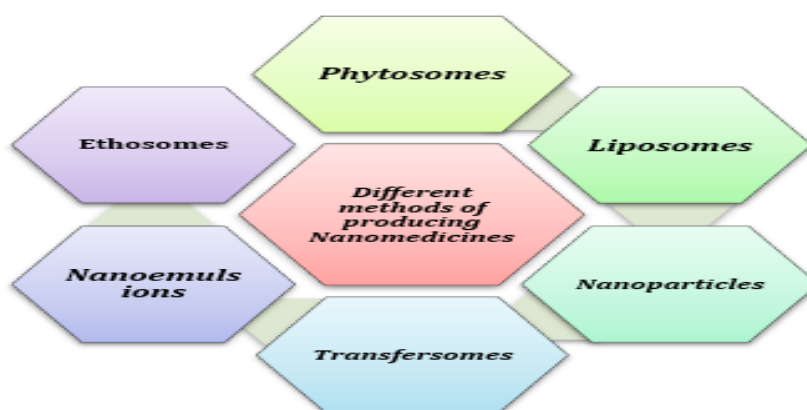 Phytosomes
Ethosomes
Liposomes
Different
methods of
producing
Nanomedicines
Nanoemuls
ions
Nanoparticles
Transfersomes